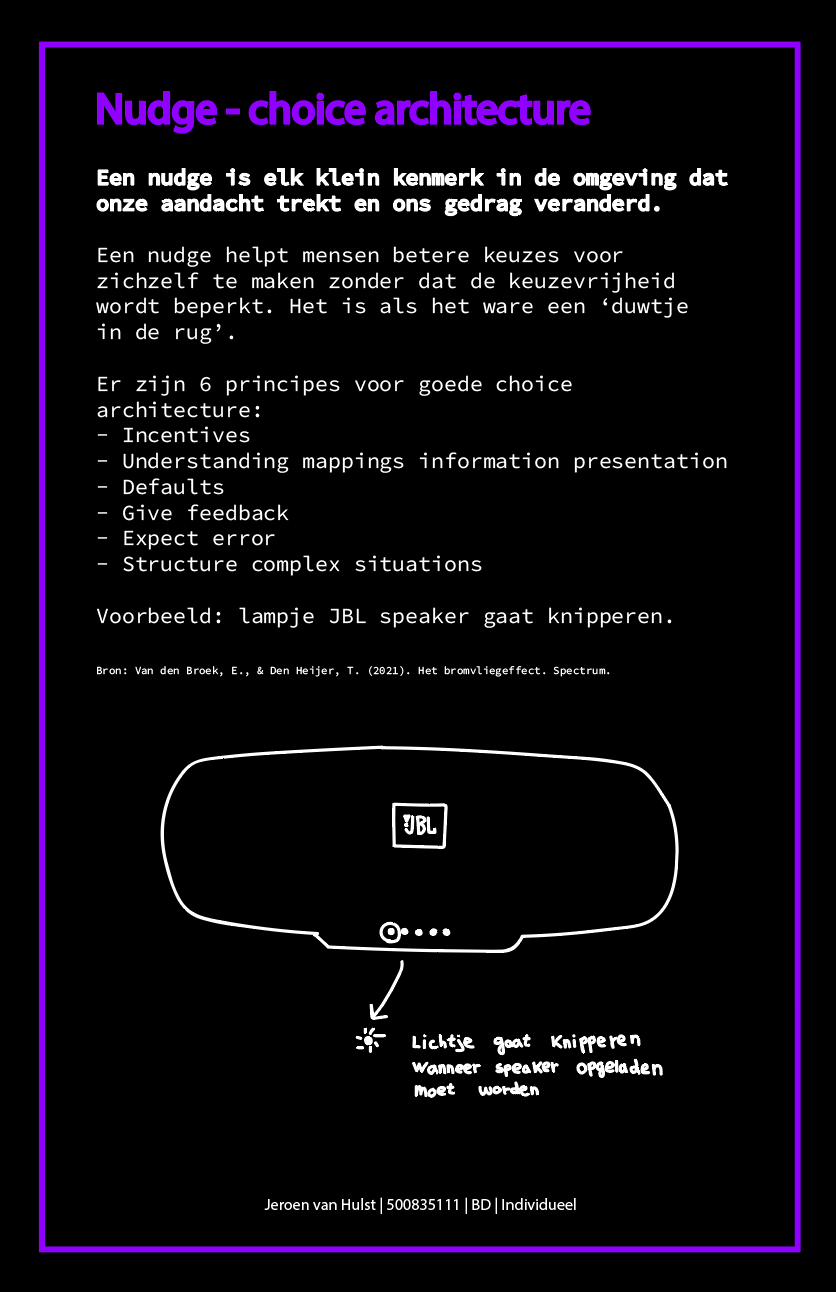 Nudge - choice architecture
Een nudge is elk klein kenmerk in de omgeving dat
onze aandacht trekt en ons gedrag veranderd.
Een nudge helpt mensen betere keuzes voor
zichzelf te maken zonder dat de keuzevrijheid
wordt beperkt. Het is als het ware een ‘duwtje
in de rug’.
Er zijn 6 principes voor goede choice
architecture:
- Incentives
- Understanding mappings information presentation
- Defaults
- Give feedback
- Expect error
- Structure complex situations
Voorbeeld: lampje JBL speaker gaat knipperen.
Bron: Van den Broek, E., & Den Heijer, T. (2021). Het bromvliegeffect. Spectrum.
JBL
Lichtje gaat knipperen
wanneer speaker opgeladen
moet worden
Jeroen van Hulst | 500835111 | BD | Individueel